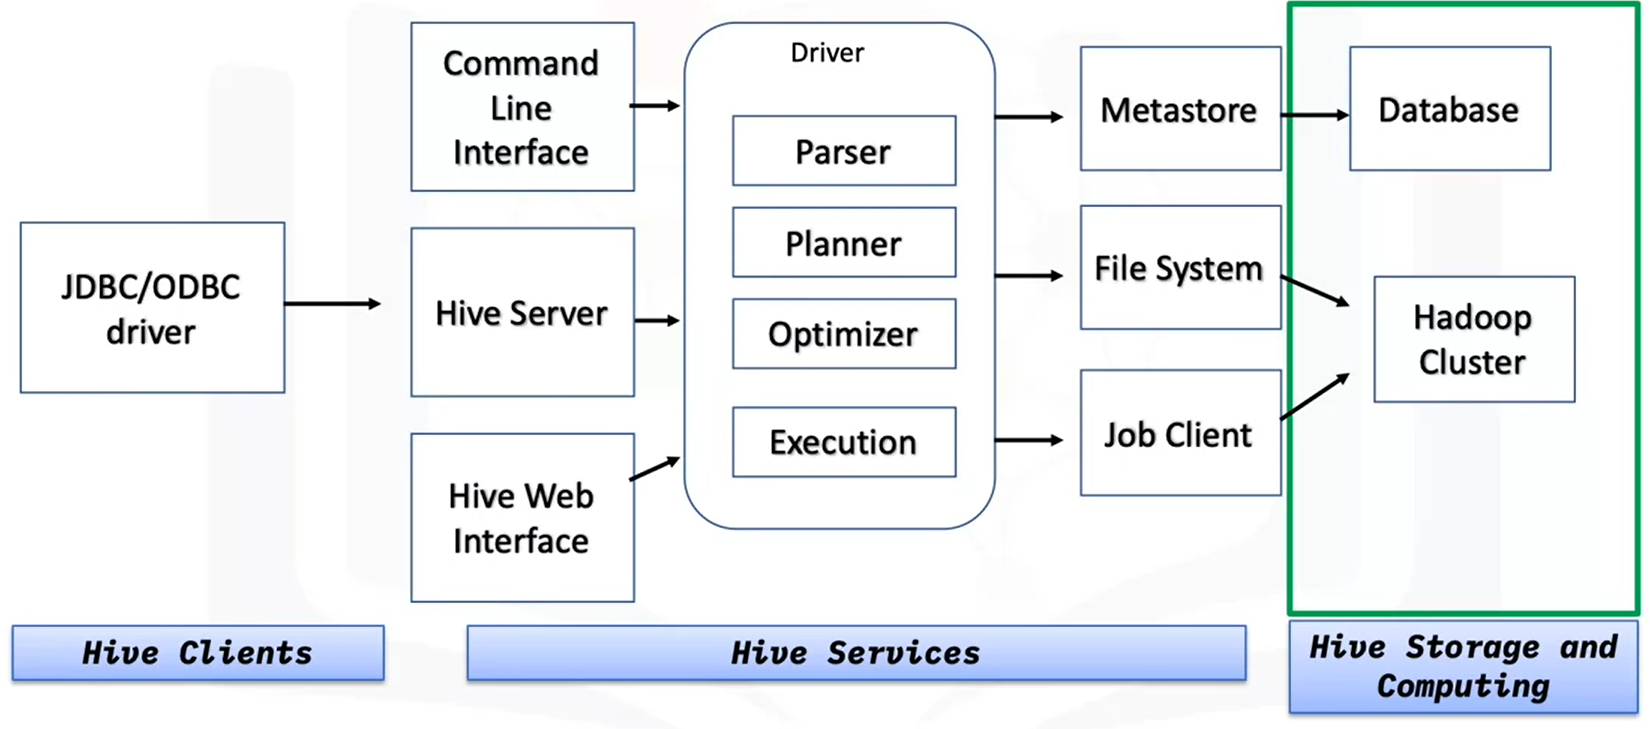 JDBC/ODBC
driver
Command
Line
Interface
Hive Server
Hive Web
Interface
Driver
Parser
Planner
Optimizer
Execution
Metastore
File System
Job Client
Database
Hadoop
Cluster
Hive Clients
Hive Services
Hive Storage and
Computing